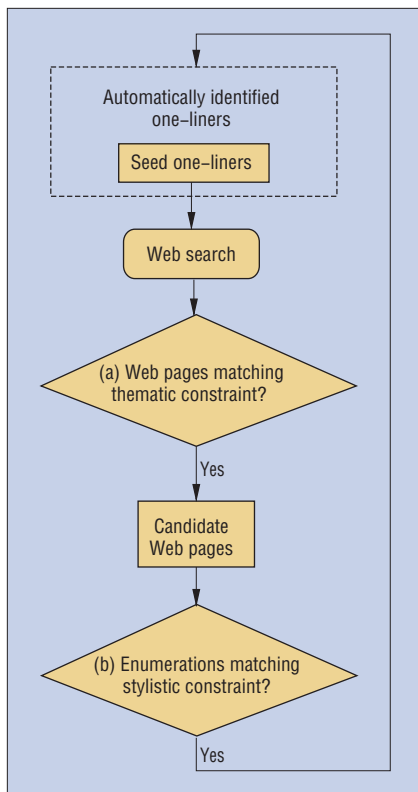 Automatically identified
one–liners
Seed one–liners
Web search
(a) Web pages matching
thematic constraint?
Yes
Candidate
Web pages
(b) Enumerations matching
stylistic constraint?
Yes